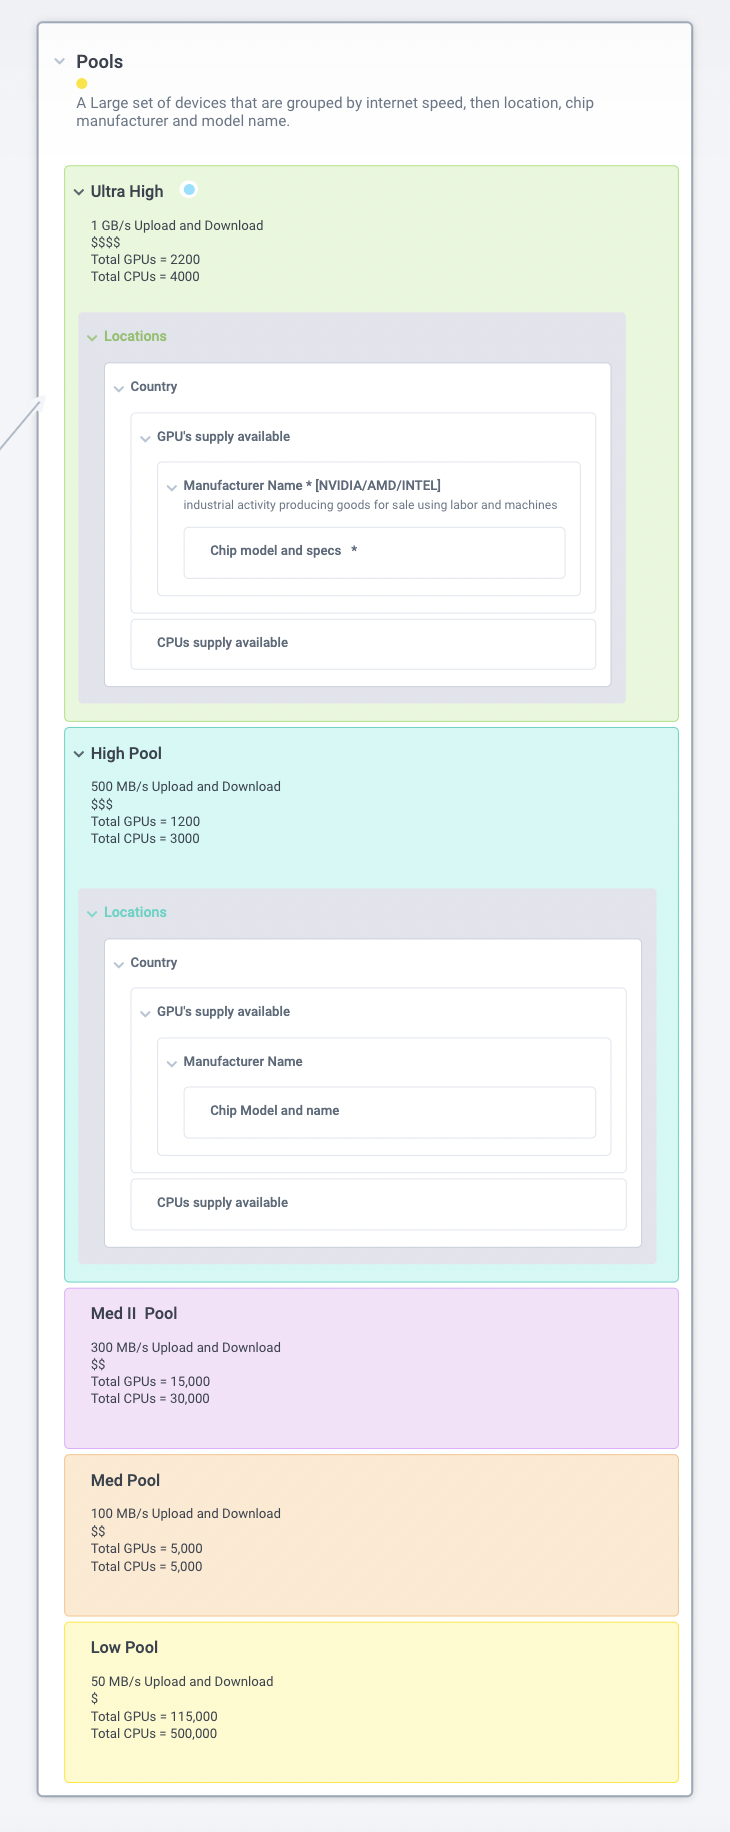 Pools
A Large set of devices that are grouped by internet speed, then location, chip
manufacturer and model name.
Ultra High
1 GB/s Upload and Download
$$$$
Total GPUs = 2200
Total CPUs = 4000
Locations
Country
GPU's supply available
Manufacturer Name * [NVIDIA/AMD/INTEL]
industrial activity producing goods for sale using labor and machines
Chip model and specs *
CPUs supply available
High Pool
500 MB/s Upload and Download
$$$
Total GPUs = 1200
Total CPUs = 3000
Locations
Country
GPU's supply available
Manufacturer Name
Chip Model and name
CPUs supply available
Med II Pool
300 MB/s Upload and Download
$$
Total GPUs = 15,000
Total CPUs = 30,000
Med Pool
100 MB/s Upload and Download
$$
Total GPUs = 5,000
Total CPUs = 5,000
Low Pool
50 MB/s Upload and Download
$
Total GPUs = 115,000
Total CPUs = 500,000